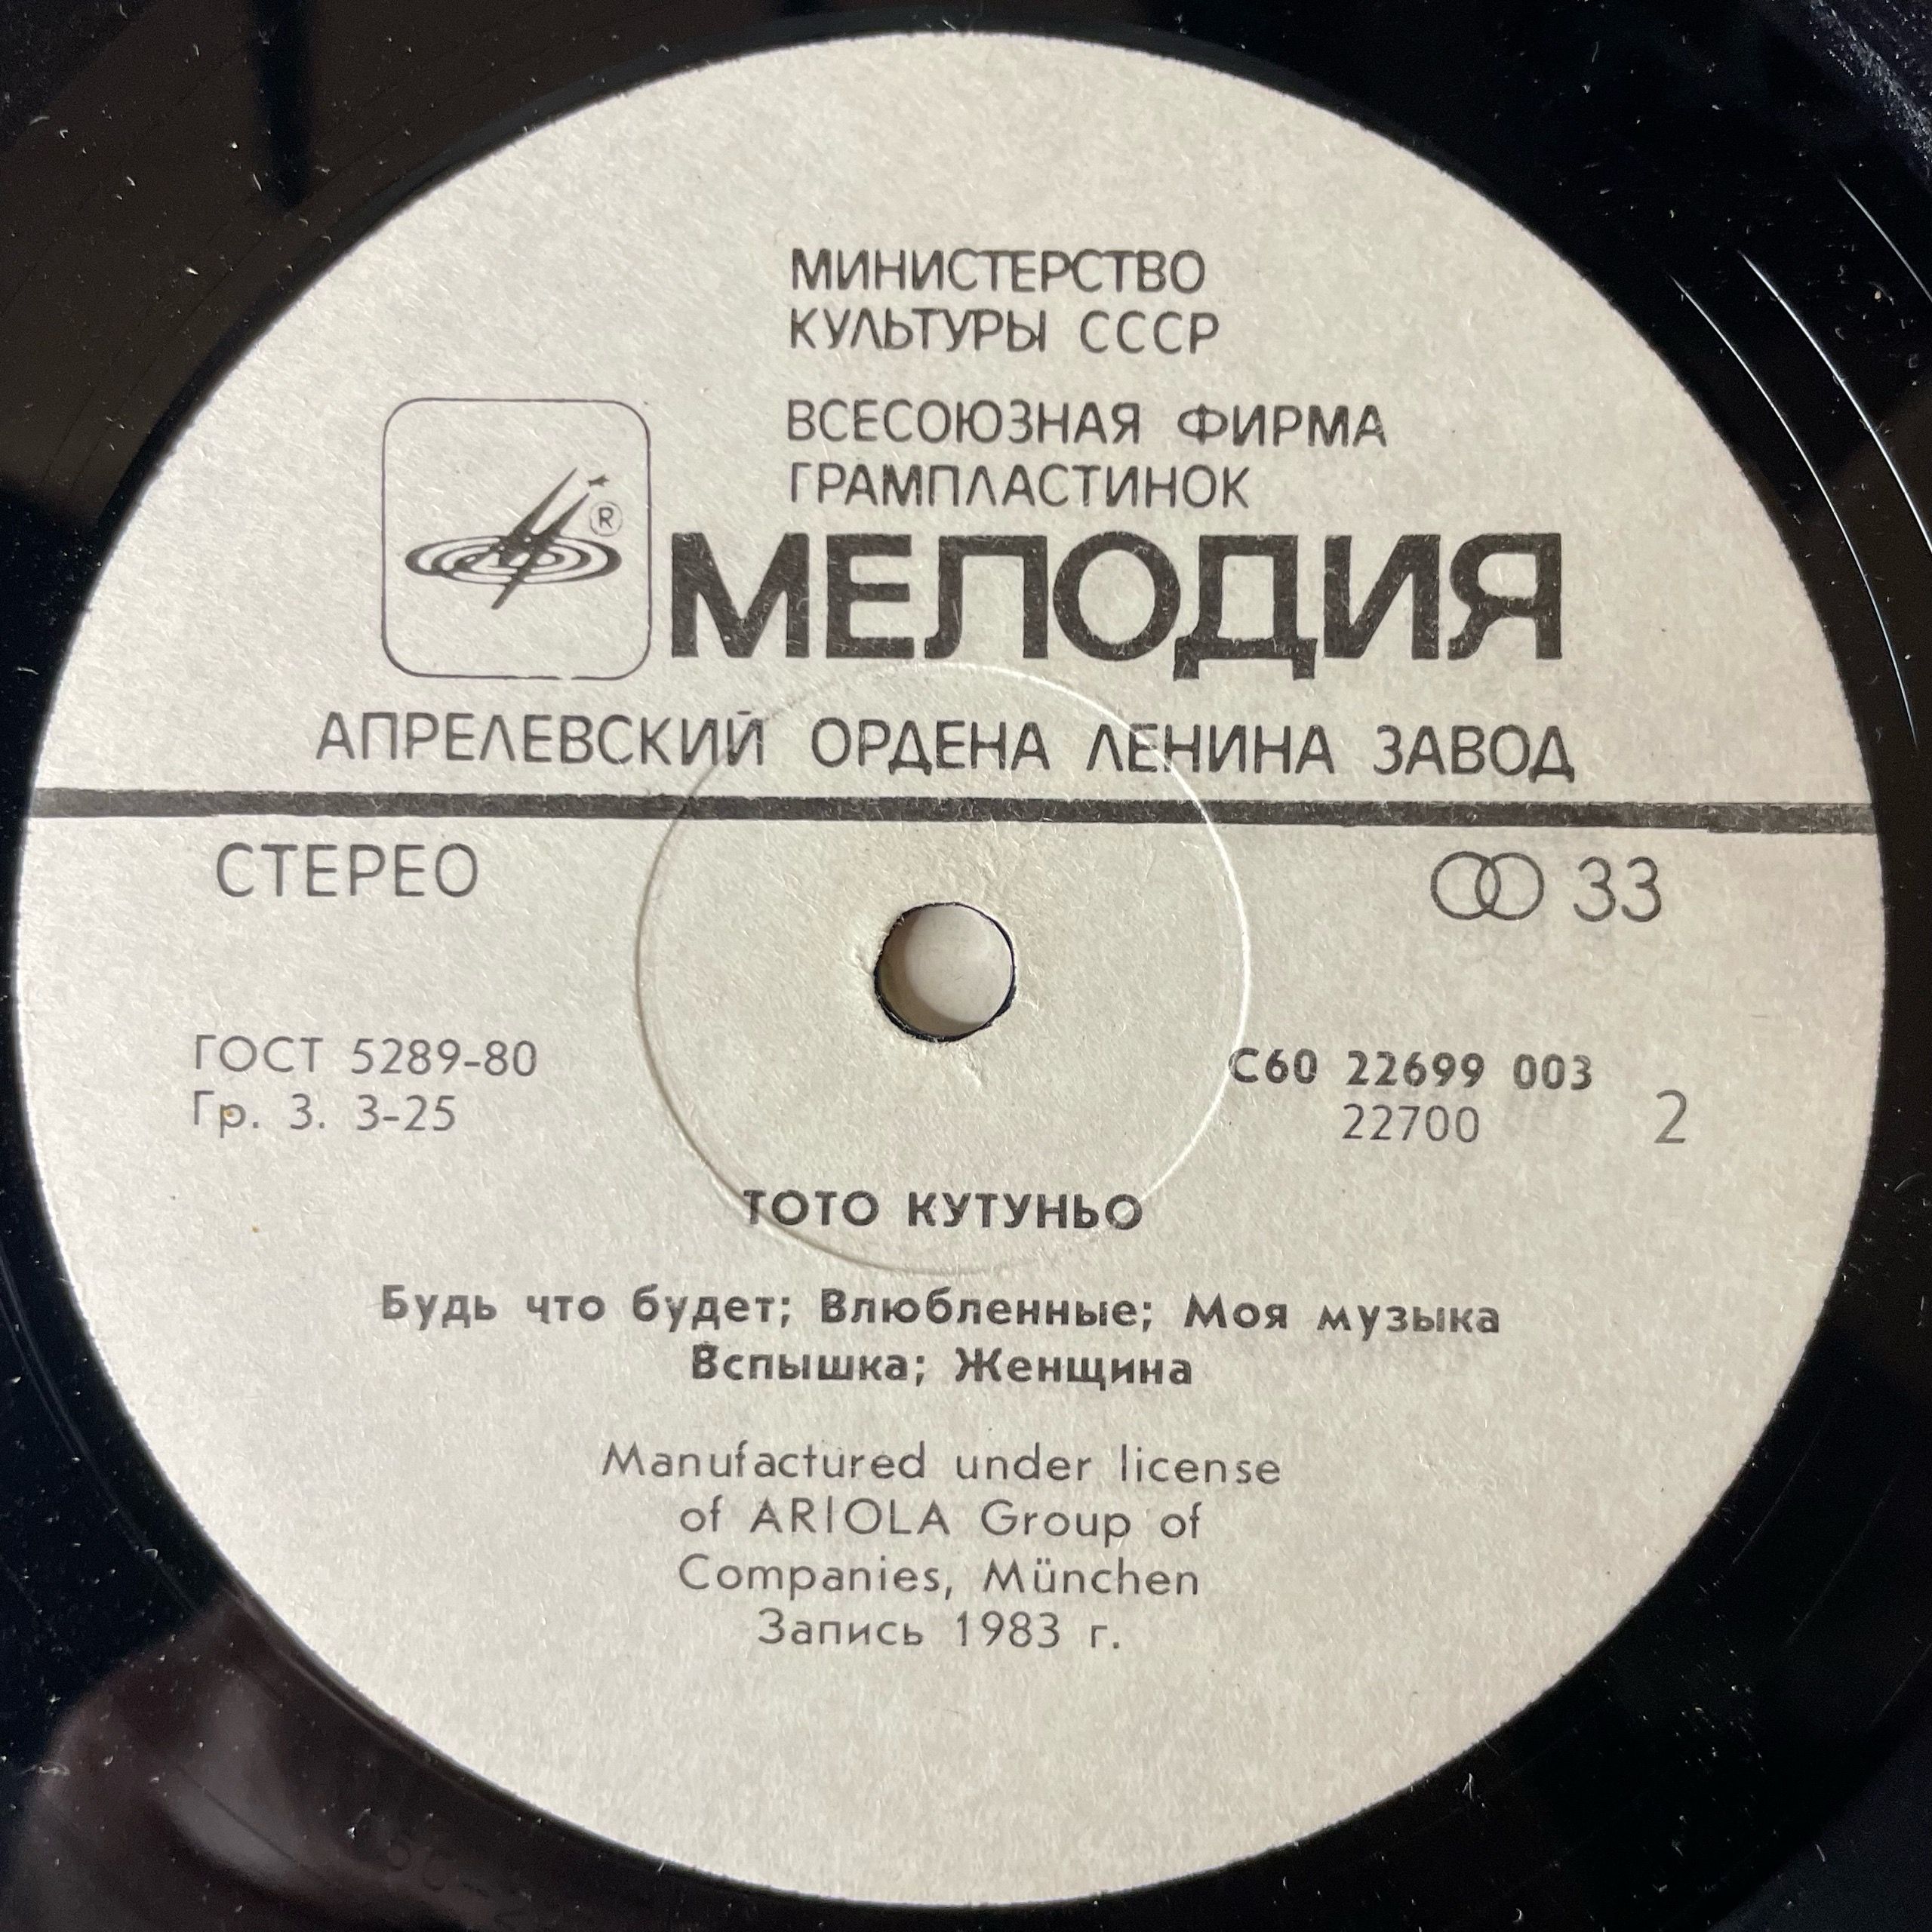 МИНИСТЕРСТВО
КУЛЬТУРЫ СССР
ВСЕСОЮЗНАЯ ФИРМА
ГРАМПЛАСТИНОК
®
МЕЛОДИЯ
АПРЕЛЕВСКИЙ ОРДЕНА ЛЕНИНА ЗАВОД
СТЕРЕО
33
ГОСТ 5289-80
Гр. 3. 3-25
С60 22699 003
22700
2
ТОТО КУТУНЬО
Будь что будет; Влюбленные; Моя музыка
Вспышка; Женщина
Manufactured under license
of ARIOLA Group of
Companies, München
Запись 1983 г.